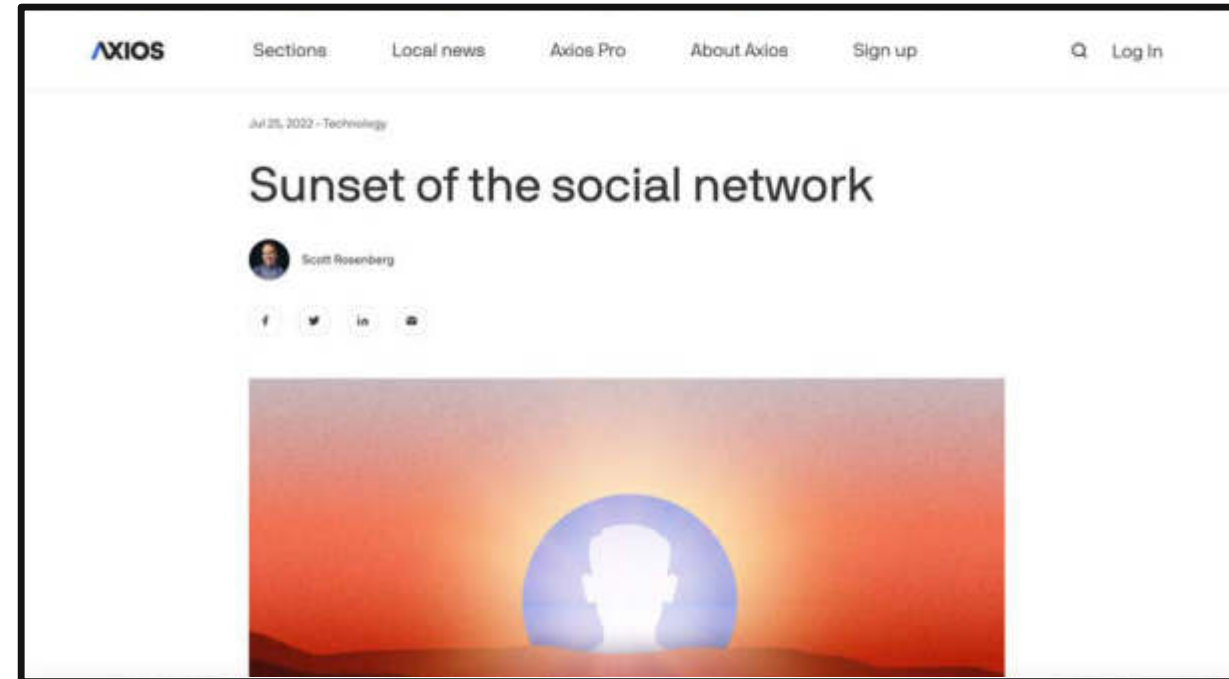 AXIOS Sections Local news Axios Pro About Axios Sign up Log In
Jul 25, 2022 - Technology
Sunset of the social network
Scott Rosenberg